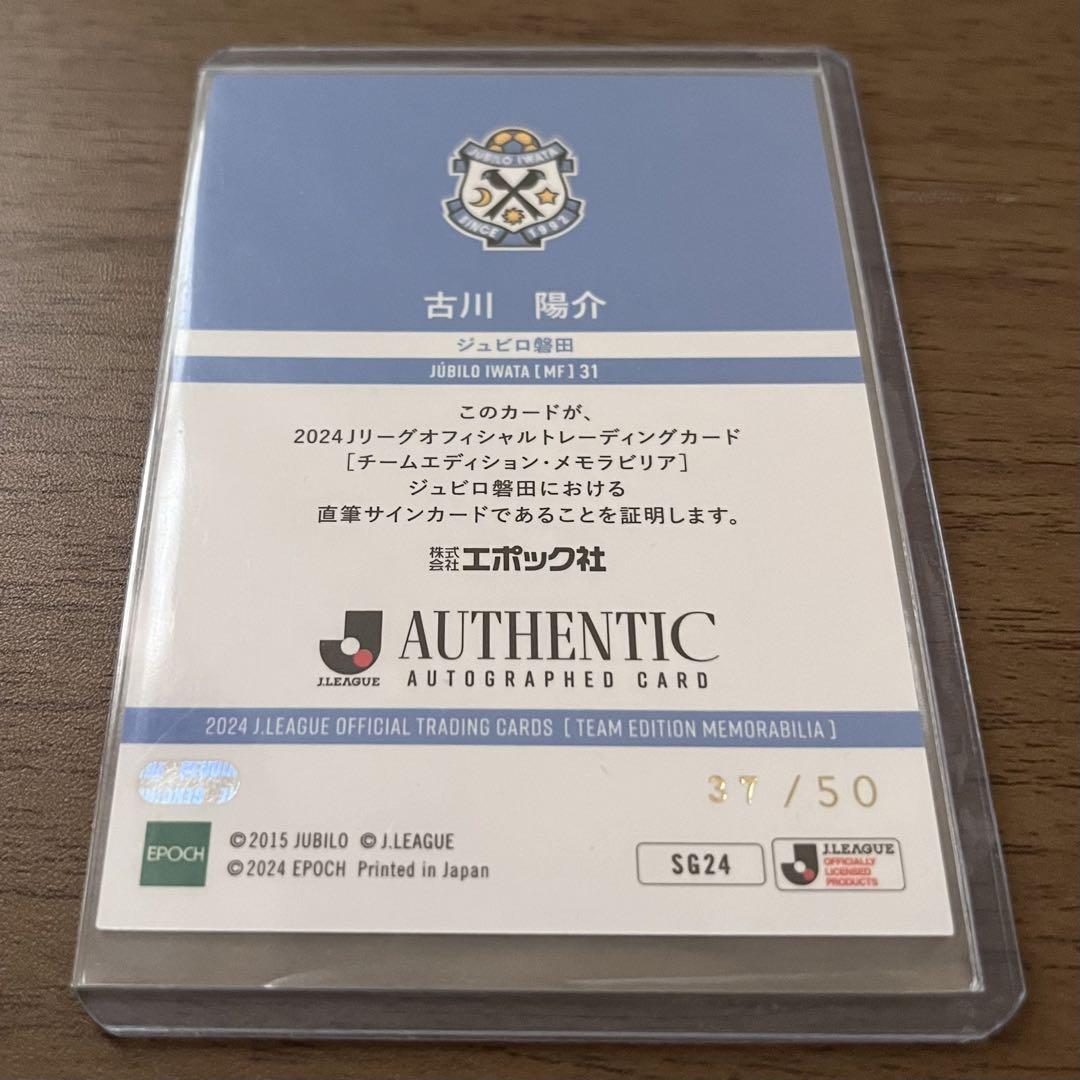 JUBILO IWATA
SINCE 1992
古川　陽介
ジュビロ磐田
JÚBILO IWATA [MF] 31
このカードが、
2024Jリーグオフィシャルトレーディングカード
[チームエディション・メモラビリア]
ジュビロ磐田における
直筆サインカードであることを証明します。
株式会社エポック社
J.LEAGUE
AUTHENTIC
AUTOGRAPHED CARD
2024 J.LEAGUE OFFICIAL TRADING CARDS [TEAM EDITION MEMORABILIA]
37/50
EPOCH
©2015 JUBILO ©J.LEAGUE
©2024 EPOCH Printed in Japan
SG24
J.LEAGUE
OFFICIALLY
LICENSED
PRODUCTS